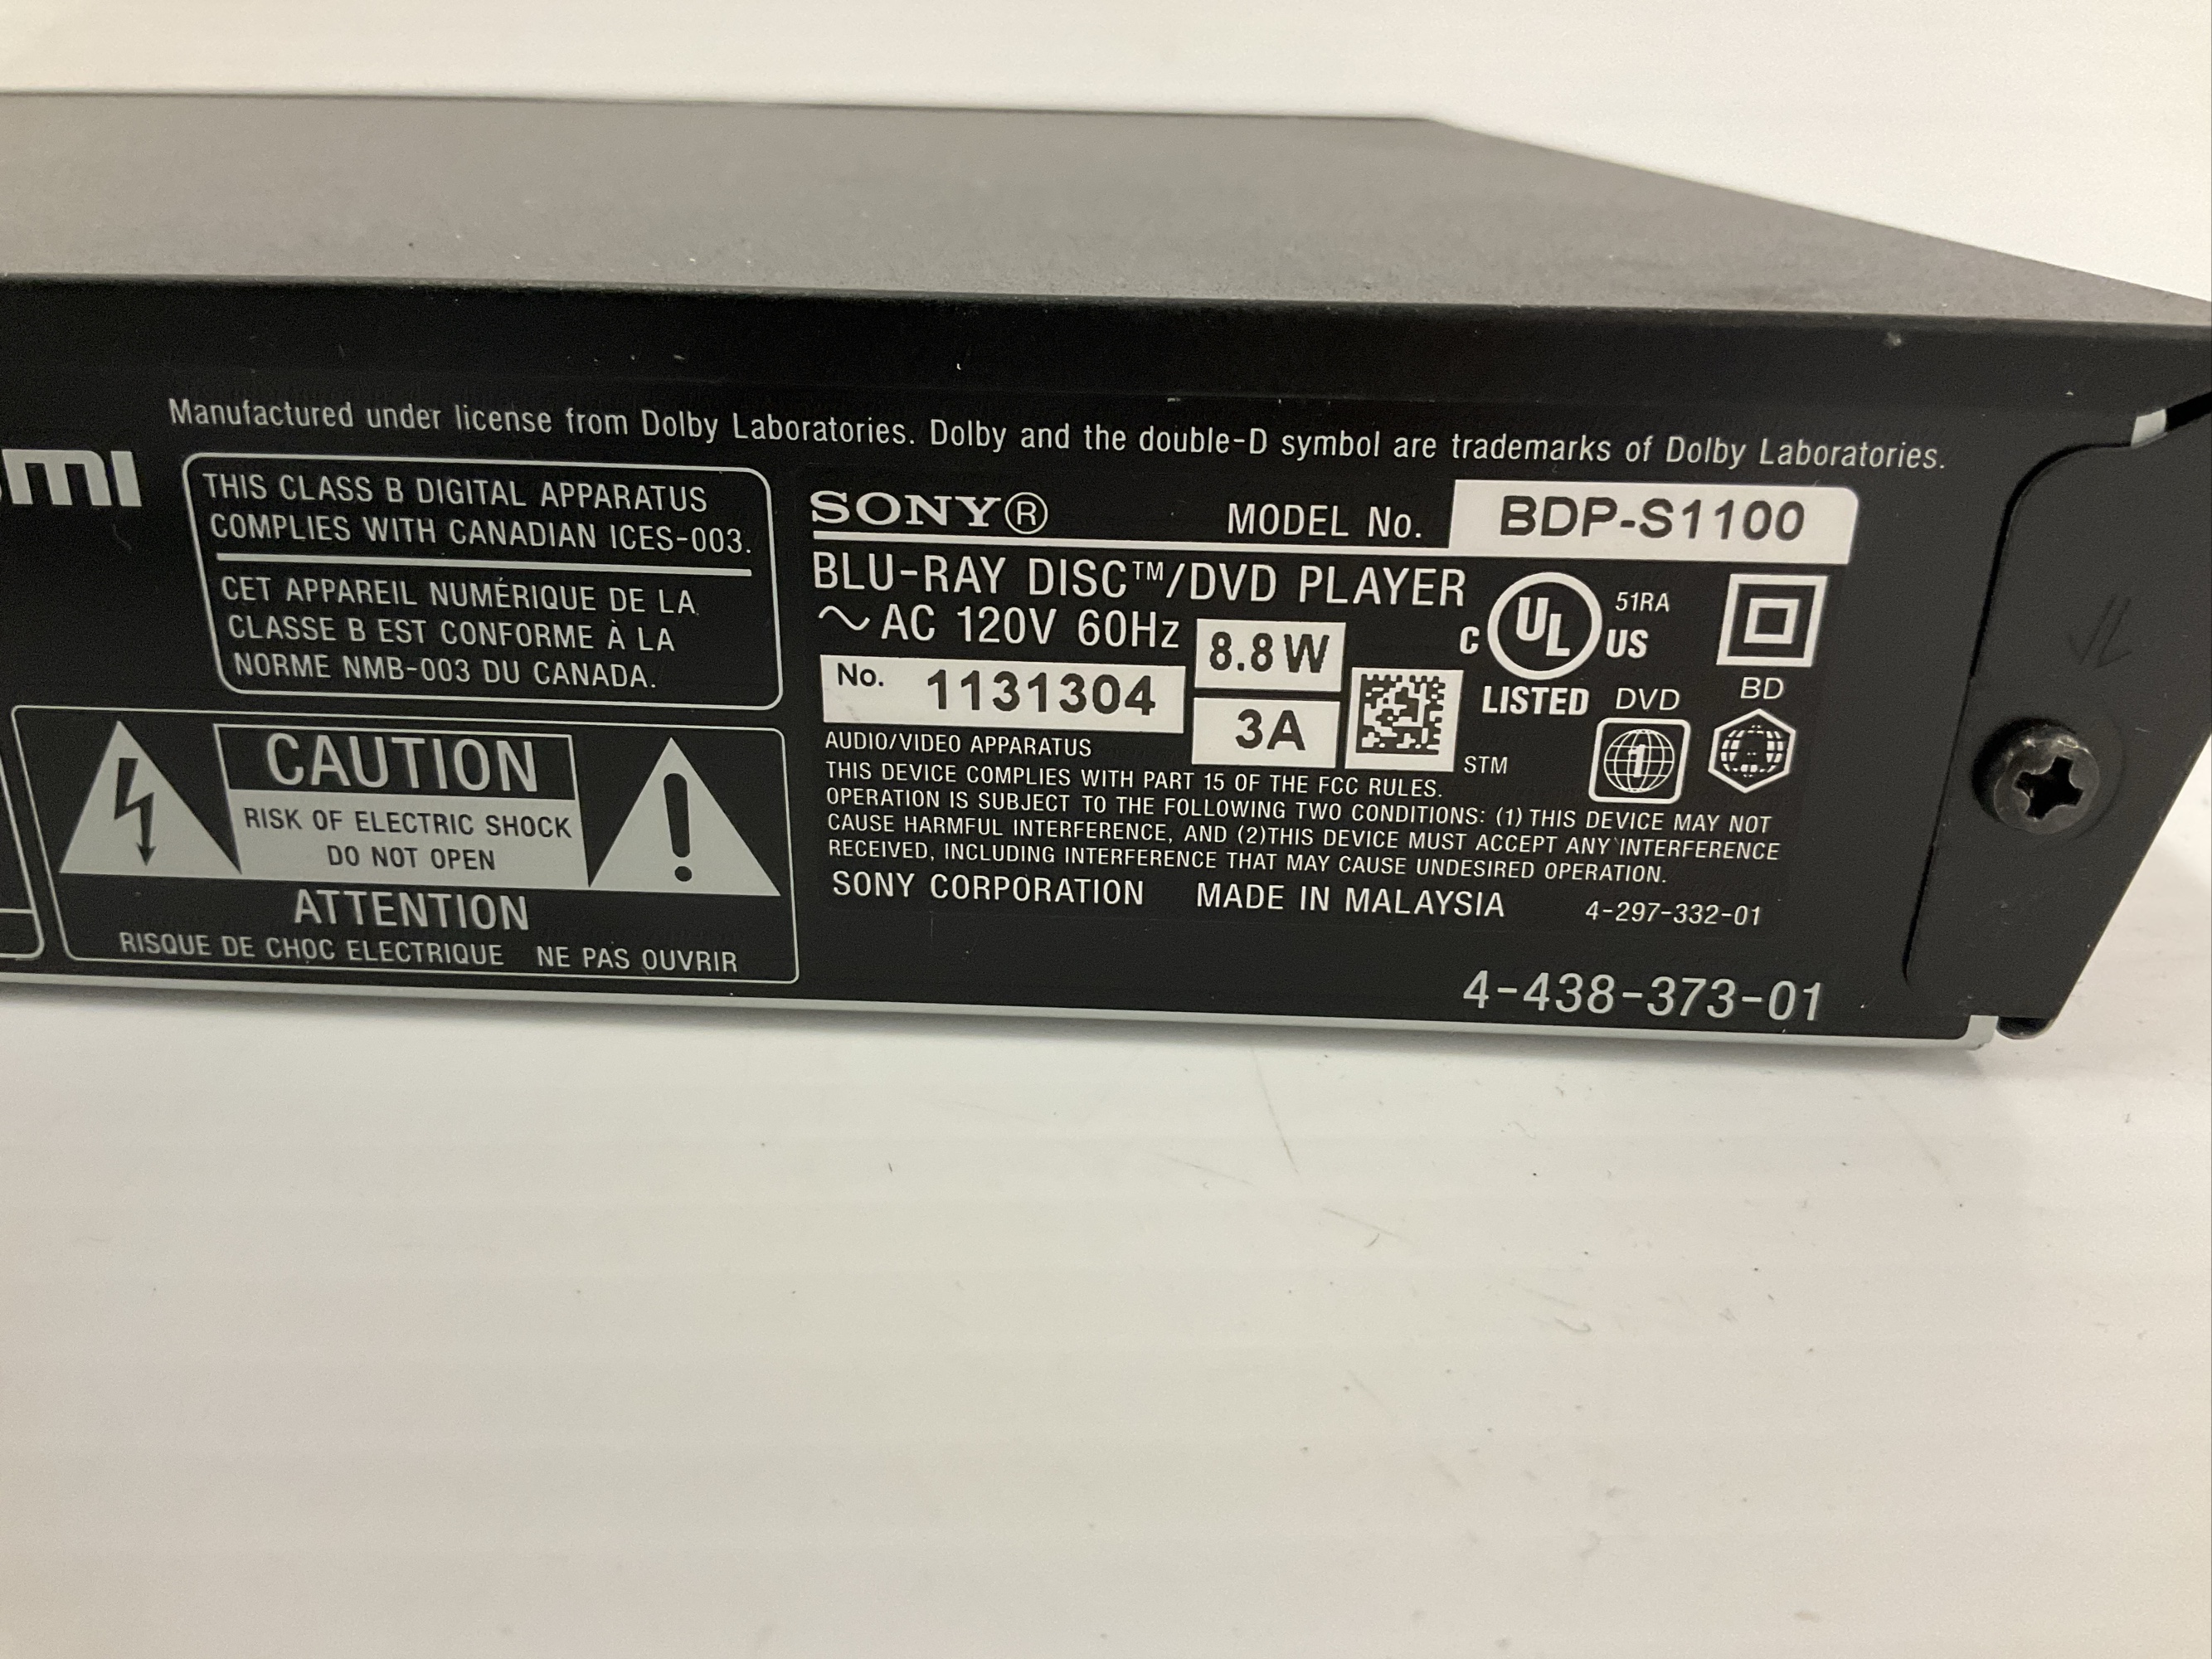 Manufactured under license from Dolby Laboratories. Dolby and the double-D symbol are trademarks of Dolby Laboratories.
THIS CLASS B DIGITAL APPARATUS
COMPLIES WITH CANADIAN ICES-003.
CET APPAREIL NUMÉRIQUE DE LA
CLASSE B EST CONFORME À LA
NORME NMB-003 DU CANADA.
CAUTION
RISK OF ELECTRIC SHOCK
DO NOT OPEN
ATTENTION
RISQUE DE CHOC ELECTRIQUE NE PAS OUVRIR
SONY® MODEL No. BDP-S1100
BLU-RAY DISC™/DVD PLAYER
～ AC 120V 60Hz 8.8W
No. 1131304 3A
C UL US 51RA
LISTED DVD BD
1
STM
AUDIO/VIDEO APPARATUS
THIS DEVICE COMPLIES WITH PART 15 OF THE FCC RULES.
OPERATION IS SUBJECT TO THE FOLLOWING TWO CONDITIONS: (1) THIS DEVICE MAY NOT
CAUSE HARMFUL INTERFERENCE, AND (2)THIS DEVICE MUST ACCEPT ANY INTERFERENCE
RECEIVED, INCLUDING INTERFERENCE THAT MAY CAUSE UNDESIRED OPERATION.
SONY CORPORATION MADE IN MALAYSIA 4-297-332-01
4-438-373-01